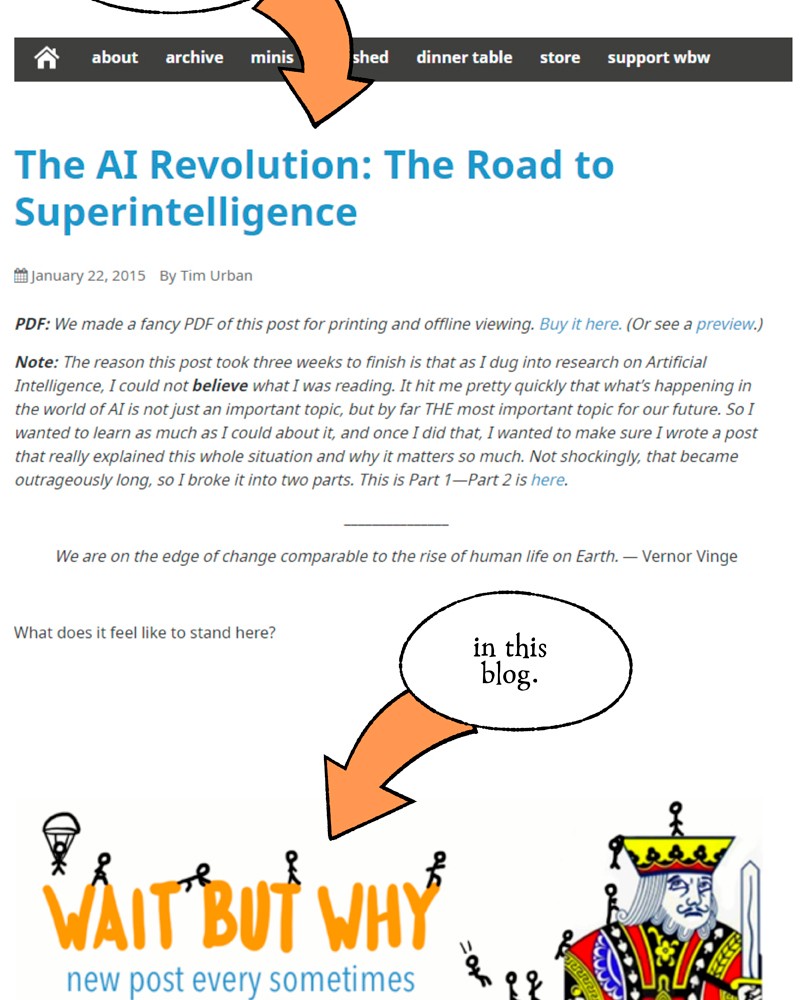 about archive minis shed dinner table store support wbw
The AI Revolution: The Road to
Superintelligence
January 22, 2015 By Tim Urban
PDF: We made a fancy PDF of this post for printing and offline viewing. Buy it here. (Or see a preview.)
Note: The reason this post took three weeks to finish is that as I dug into research on Artificial
Intelligence, I could not believe what I was reading. It hit me pretty quickly that what's happening in
the world of AI is not just an important topic, but by far THE most important topic for our future. So I
wanted to learn as much as I could about it, and once I did that, I wanted to make sure I wrote a post
that really explained this whole situation and why it matters so much. Not shockingly, that became
outrageously long, so I broke it into two parts. This is Part 1—Part 2 is here.
We are on the edge of change comparable to the rise of human life on Earth. — Vernor Vinge
What does it feel like to stand here?
in this
blog.
WAIT BUT WHY
new post every sometimes